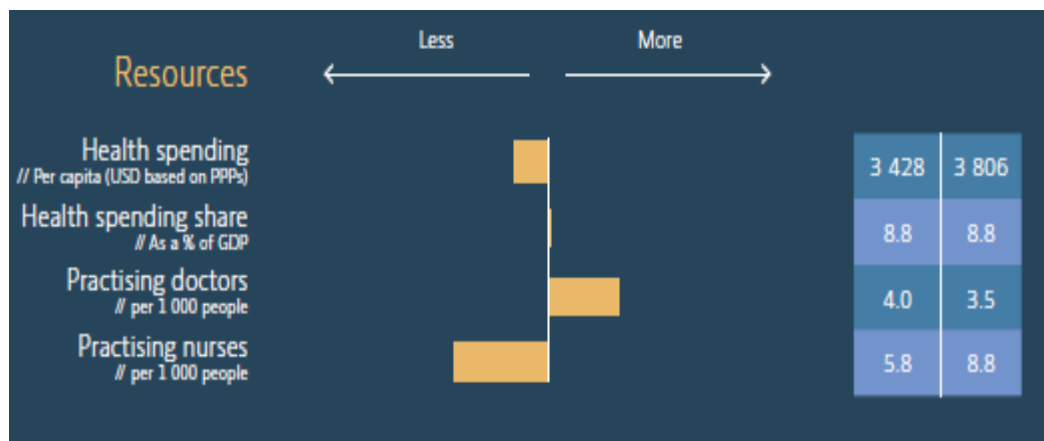 Less More
Resources
Health spending
// Per capita (USD based on PPPs)
3 428 3 806
Health spending share
// As a % of GDP
8.8 8.8
Practising doctors
// per 1 000 people
4.0 3.5
Practising nurses
// per 1 000 people
5.8 8.8